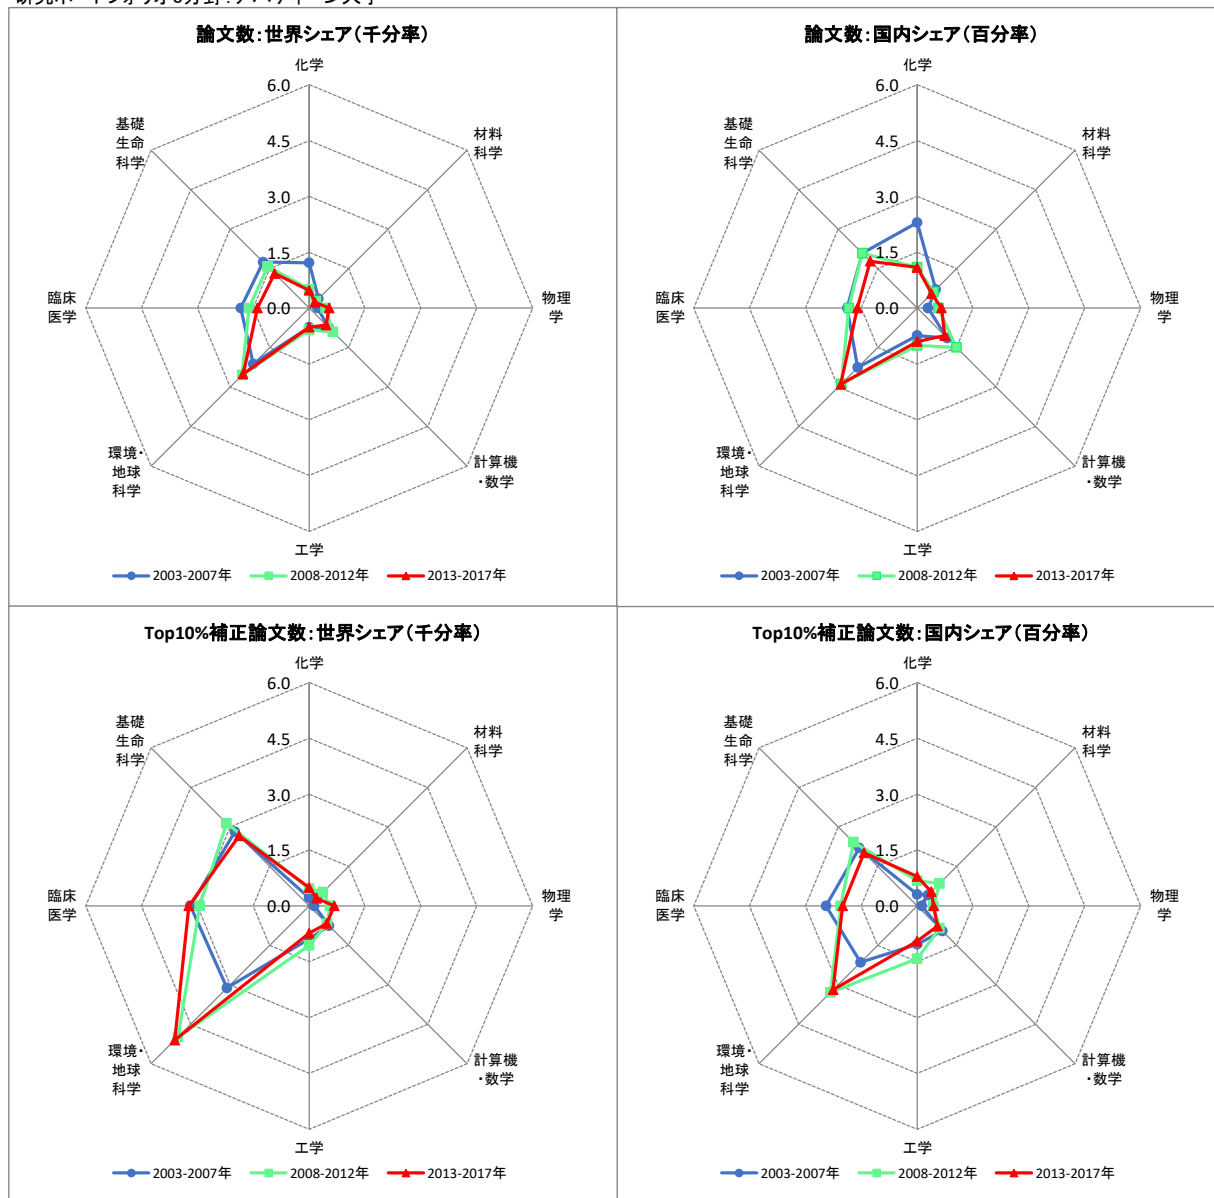 論文数：世界シェア（千分率）
化学
6.0
4.5
3.0
1.5
0.0
材料
科学
物理
学
計算機
・数学
工学
環境・
地球
科学
臨床
医学
基礎
生命
科学
2003-2007年 2008-2012年 2013-2017年
論文数：国内シェア（百分率）
化学
6.0
4.5
3.0
1.5
0.0
材料
科学
物理
学
計算機
・数学
工学
環境・
地球
科学
臨床
医学
基礎
生命
科学
2003-2007年 2008-2012年 2013-2017年
Top10%補正論文数：世界シェア（千分率）
化学
6.0
4.5
3.0
1.5
0.0
材料
科学
物理
学
計算機
・数学
工学
環境・
地球
科学
臨床
医学
基礎
生命
科学
2003-2007年 2008-2012年 2013-2017年
Top10%補正論文数：国内シェア（百分率）
化学
6.0
4.5
3.0
1.5
0.0
材料
科学
物理
学
計算機
・数学
工学
環境・
地球
科学
臨床
医学
基礎
生命
科学
2003-2007年 2008-2012年 2013-2017年